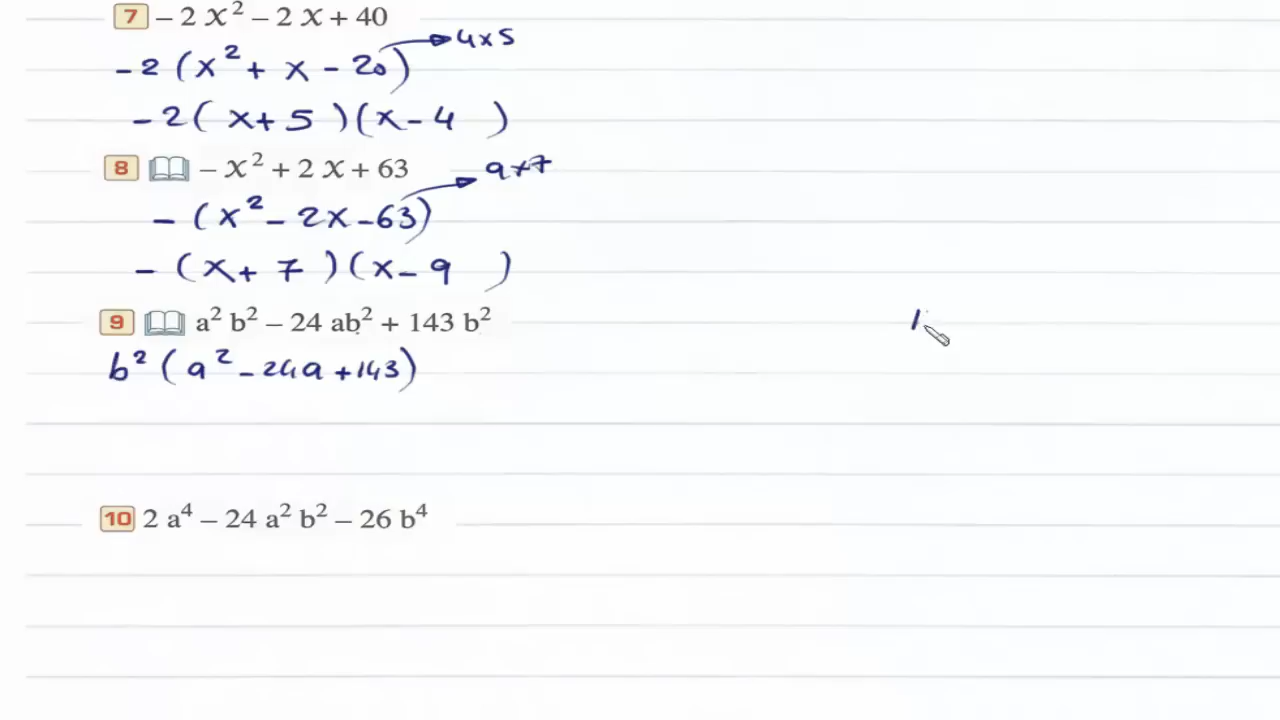 7 – 2 x² – 2 x + 40
- 2 (x² + x - 20) 4x5
- 2 ( x + 5 ) ( x - 4 )
8 – x² + 2 x + 63
- (x² - 2x - 63) 9x7
- (x + 7 ) ( x - 9 )
9 a² b² – 24 ab² + 143 b²
b² ( a² - 24a + 143)
10 2 a⁴ – 24 a² b² – 26 b⁴